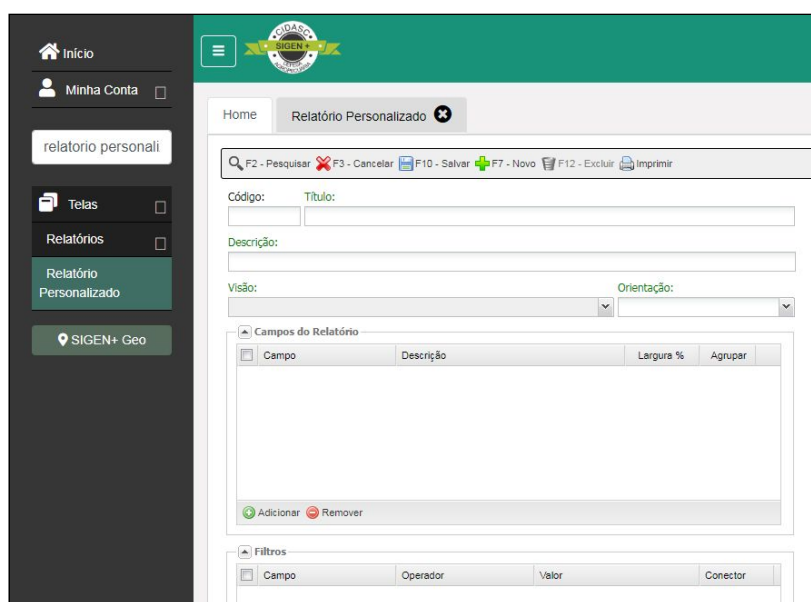 Início
Minha Conta
relatorio personali
Telas
Relatórios
Relatório
Personalizado
SIGEN+ Geo
CIDASC
SIGEN +
DEFESA
AGROPECUÁRIA
Home Relatório Personalizado
F2 - Pesquisar F3 - Cancelar F10 - Salvar F7 - Novo F12 - Excluir Imprimir
Código: Título:
Descrição:
Visão: Orientação:
Campos do Relatório
Campo Descrição Largura % Agrupar
Adicionar Remover
Filtros
Campo Operador Valor Conector